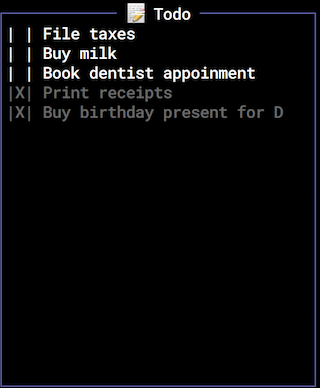 Todo
| | File taxes
| | Buy milk
| | Book dentist appoinment
|X| Print receipts
|X| Buy birthday present for D